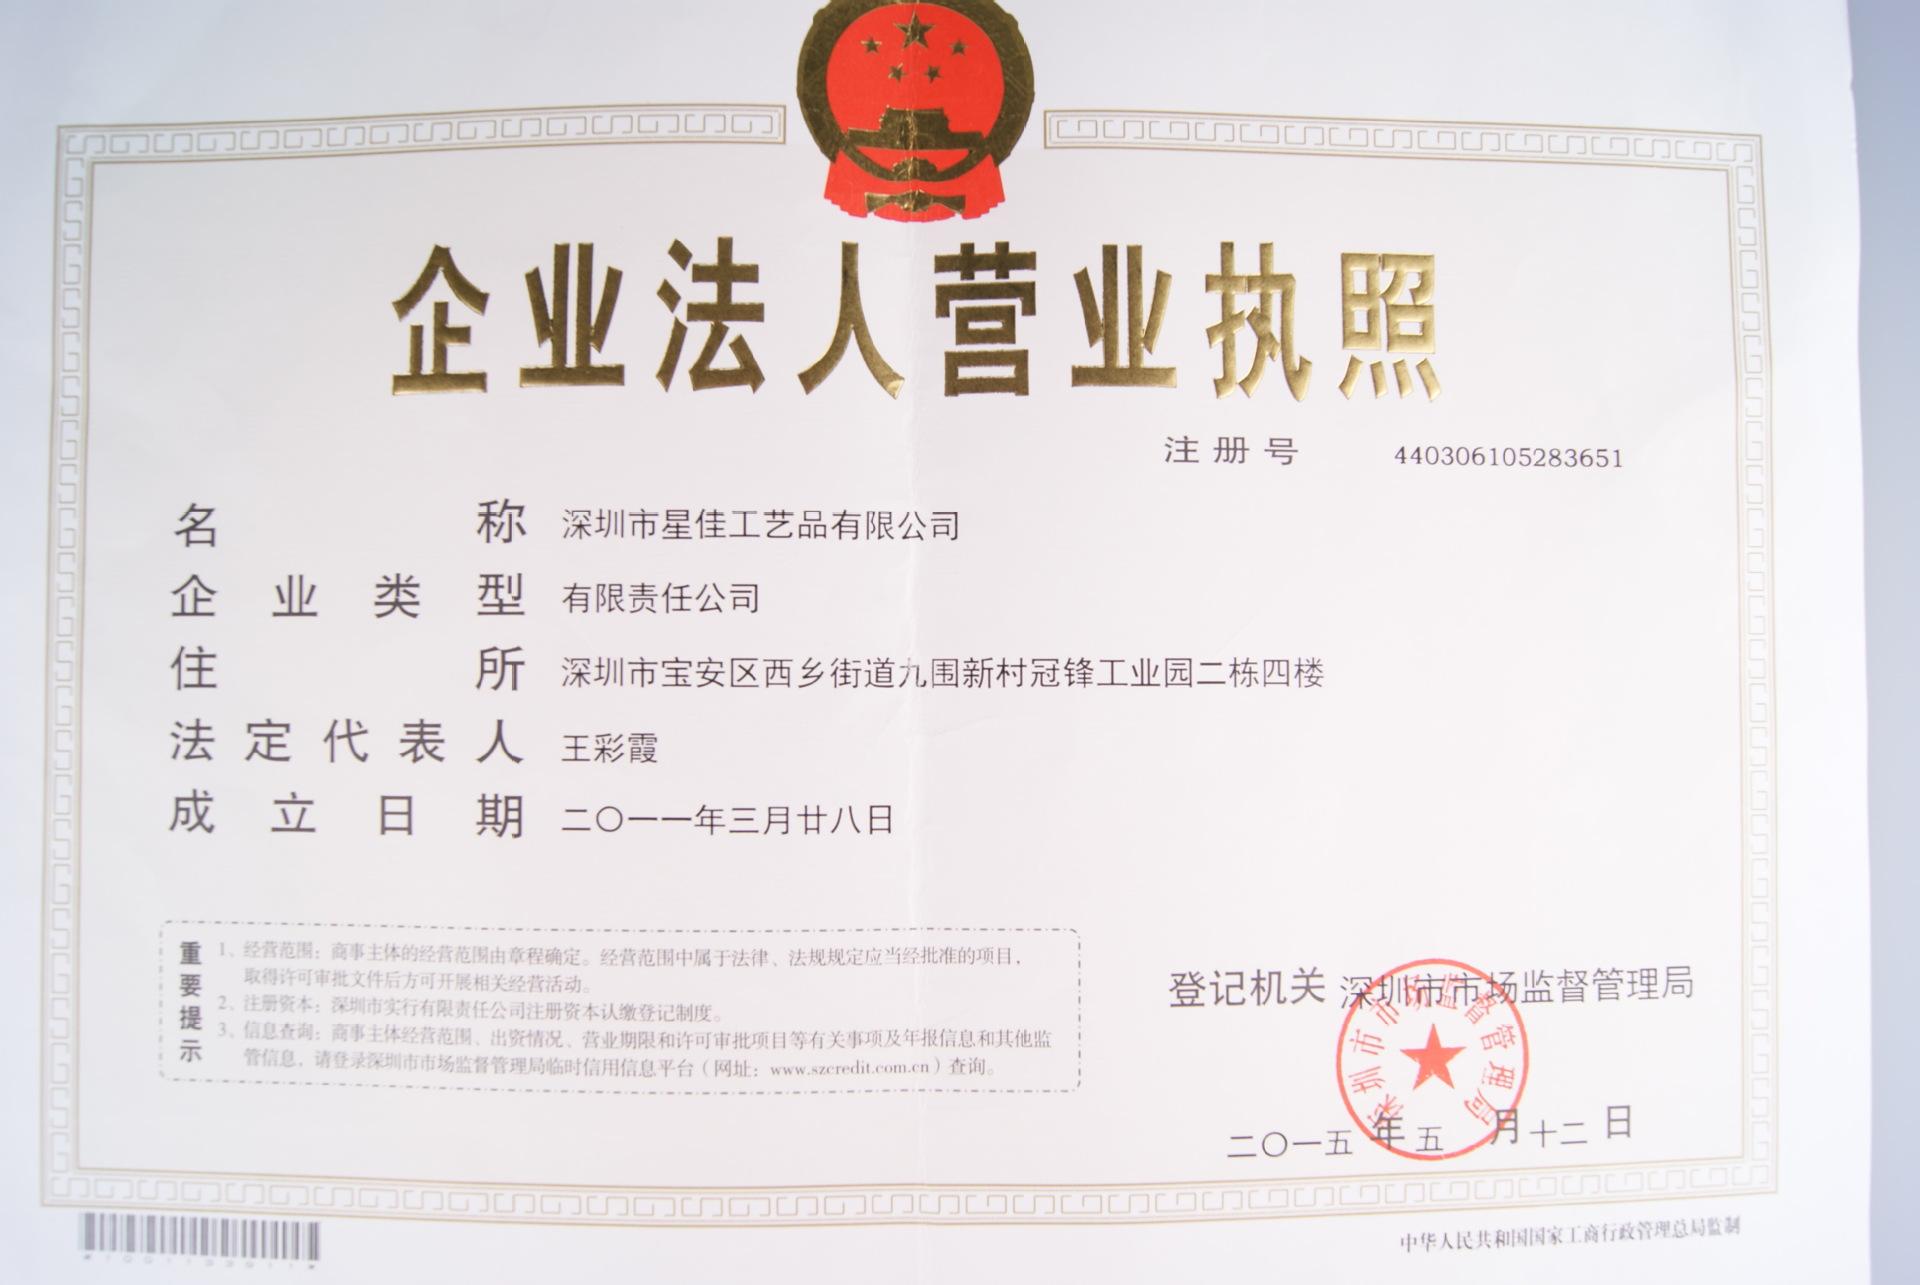 企业法人营业执照
注册号 440306105283651
名称 深圳市星佳工艺品有限公司
企业类型 有限责任公司
住所 深圳市宝安区西乡街道九围新村冠锋工业园二栋四楼
法定代表人 王彩霞
成立日期 二〇一一年三月廿八日
重要提示
1、经营范围：商事主体的经营范围由章程确定。经营范围中属于法律、法规规定应当经批准的项目，
取得许可审批文件后方可开展相关经营活动。
2、注册资本：深圳市实行有限责任公司注册资本认缴登记制度。
3、信息查询：商事主体经营范围、出资情况、营业期限和许可审批项目等有关事项及年报信息和其他监
管信息，请登录深圳市市场监督管理局临时信用信息平台（网址：www.szcredit.com.cn）查询。
登记机关 深圳市市场监督管理局
深圳市市场监督管理局
二〇一五年五月十二日
中华人民共和国国家工商行政管理总局监制